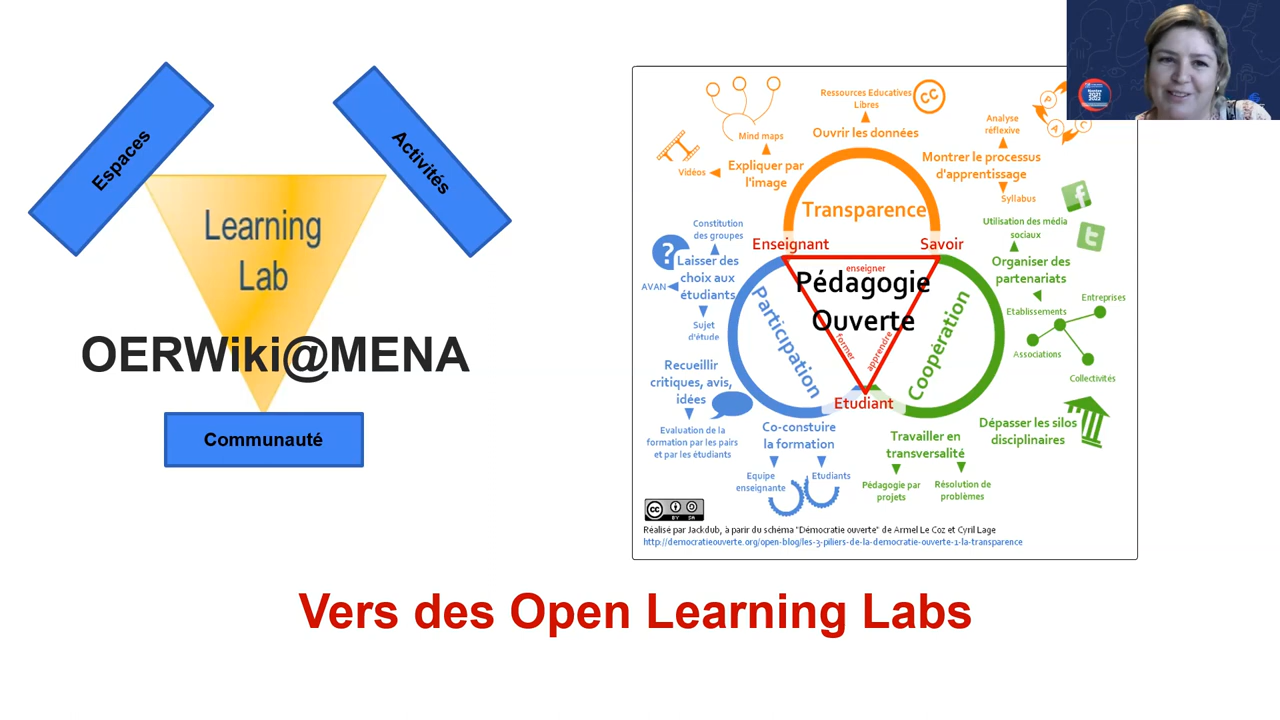 Espaces
Activités
Learning
Lab
OERWiki@MENA
Communauté
Ressources Educatives
Libres
CC
Ouvrir les données
Mind maps
Vidéos
Expliquer par
l'image
Analyse
réflexive
P
A
C
Montrer le processus
d'apprentissage
Syllabus
Transparence
Constitution
des groupes
?
Laisser des
choix aux
étudiants
AVAN
Sujet
d'étude
Recueillir
critiques, avis,
idées
Evaluation de la
formation par les pairs
et par les étudiants
Participation
Co-constuire
la formation
Equipe
enseignante
Etudiants
Enseignant
Savoir
enseigner
Pédagogie
Ouverte
former
apprendre
Etudiant
Coopération
Utilisation des média
sociaux
f
t
Organiser des
partenariats
Etablissements
Entreprises
Associations
Collectivités
Dépasser les silos
disciplinaires
Travailler en
transversalité
Pédagogie par
projets
Résolution de
problèmes
CC BY SA
Réalisé par Jackdub, à parir du schéma "Démocratie ouverte" de Armel Le Coz et Cyril Lage
http://democratieouverte.org/open-blog/les-3-piliers-de-la-democratie-ouverte-1-la-transparence
Vers des Open Learning Labs